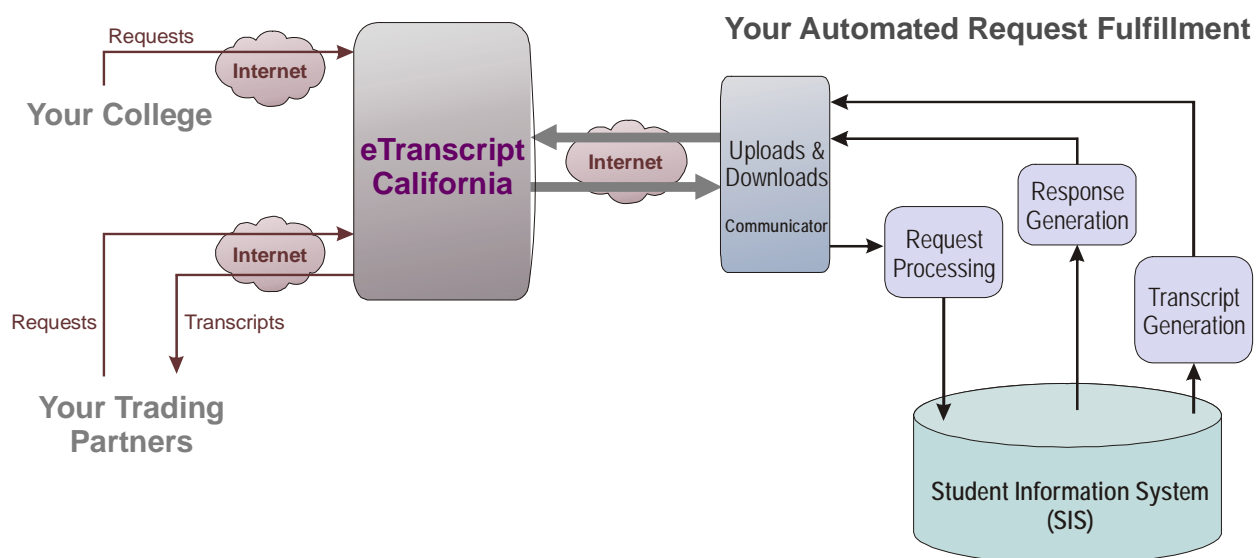 Your Automated Request Fulfillment
Requests
Internet
Your College
eTranscript
California
Internet
Uploads &
Downloads
Communicator
Request
Processing
Response
Generation
Transcript
Generation
Internet
Requests
Transcripts
Your Trading
Partners
Student Information System
(SIS)